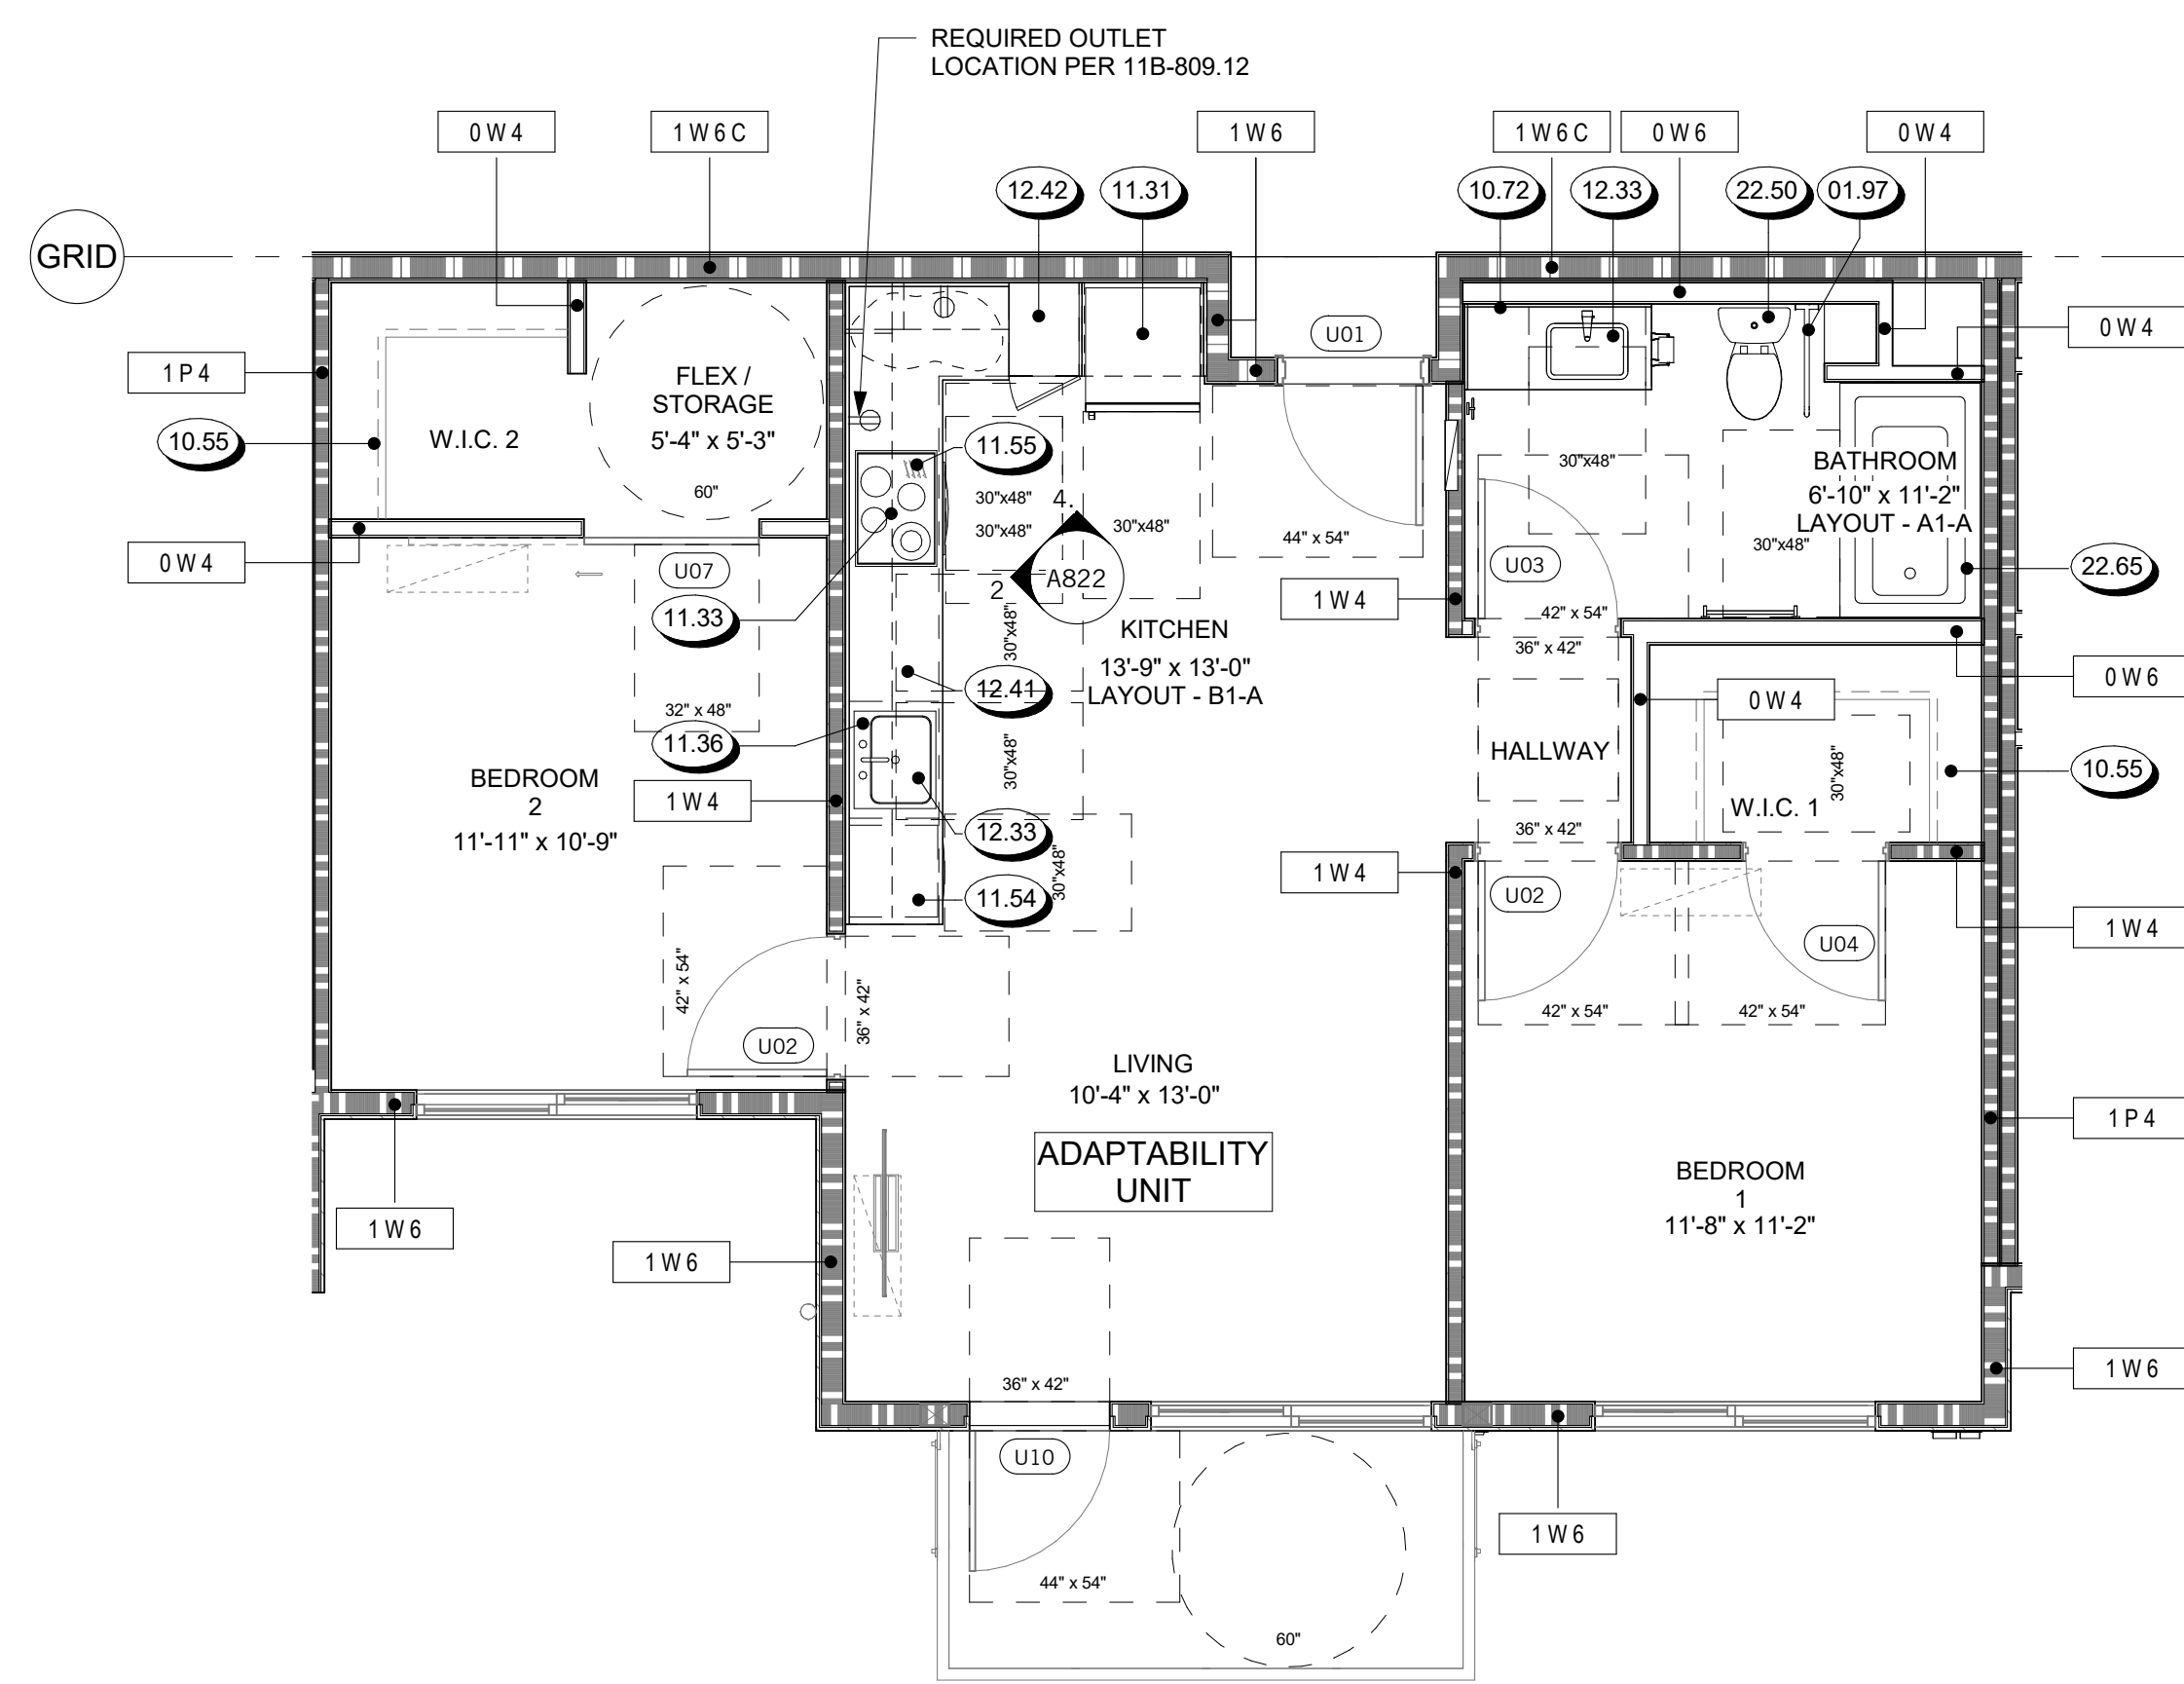 REQUIRED OUTLET
LOCATION PER 11B-809.12
0 W 4
1 W 6 C
1 W 6
1 W 6 C
0 W 6
0 W 4
12.42
11.31
10.72
12.33
22.50
01.97
GRID
U01
0 W 4
1 P 4
FLEX /
STORAGE
5'-4" x 5'-3"
W.I.C. 2
10.55
60"
11.55
30"x48"
4.
30"x48"
30"x48"
44" x 54"
30"x48"
BATHROOM
6'-10" x 11'-2"
LAYOUT - A1-A
30"x48"
0 W 4
U07
2
A822
U03
22.65
1 W 4
11.33
30"x48"
KITCHEN
13'-9" x 13'-0"
LAYOUT - B1-A
42" x 54"
36" x 42"
0 W 6
12.41
0 W 4
32" x 48"
11.36
30"x48"
HALLWAY
30"x48"
10.55
BEDROOM
2
11'-11" x 10'-9"
1 W 4
W.I.C. 1
12.33
36" x 42"
30"x48"
1 W 4
11.54
U02
U04
1 W 4
42" x 54"
36" x 42"
42" x 54"
42" x 54"
U02
LIVING
10'-4" x 13'-0"
1 P 4
ADAPTABILITY
UNIT
BEDROOM
1
11'-8" x 11'-2"
1 W 6
1 W 6
1 W 6
36" x 42"
U10
1 W 6
44" x 54"
60"